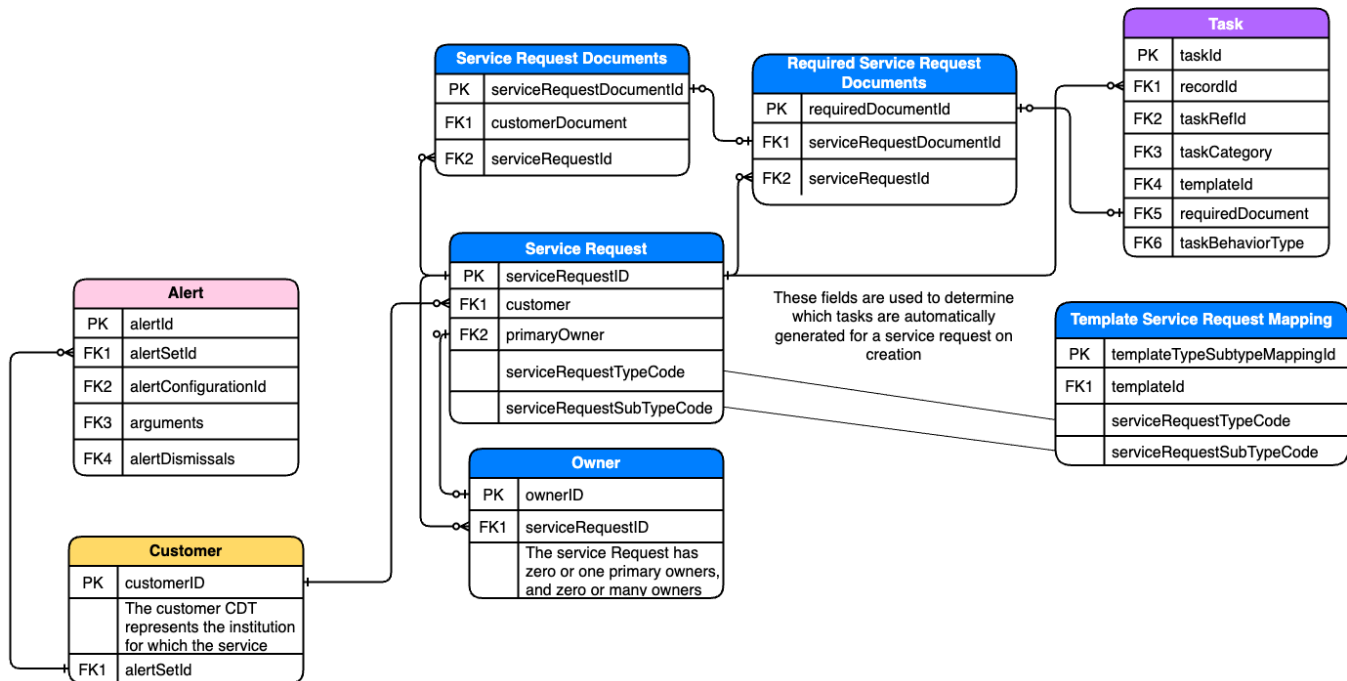 Task
PK taskId
FK1 recordId
FK2 taskRefId
FK3 taskCategory
FK4 templateId
FK5 requiredDocument
FK6 taskBehaviorType
Service Request Documents
PK serviceRequestDocumentId
FK1 customerDocument
FK2 serviceRequestId
Required Service Request
Documents
PK requiredDocumentId
FK1 serviceRequestDocumentId
FK2 serviceRequestId
Service Request
PK serviceRequestID
FK1 customer
FK2 primaryOwner
serviceRequestTypeCode
serviceRequestSubTypeCode
These fields are used to determine
which tasks are automatically
generated for a service request on
creation
Template Service Request Mapping
PK templateTypeSubtypeMappingId
FK1 templateId
serviceRequestTypeCode
serviceRequestSubTypeCode
Alert
PK alertId
FK1 alertSetId
FK2 alertConfigurationId
FK3 arguments
FK4 alertDismissals
Owner
PK ownerID
FK1 serviceRequestID
The service Request has
zero or one primary owners,
and zero or many owners
Customer
PK customerID
The customer CDT
represents the institution
for which the service
FK1 alertSetId